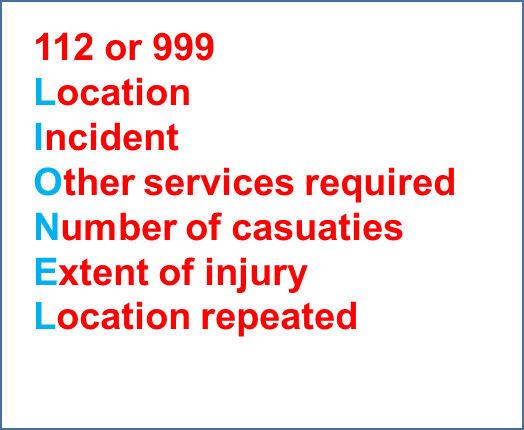 112 or 999
Location
Incident
Other services required
Number of casuaties
Extent of injury
Location repeated